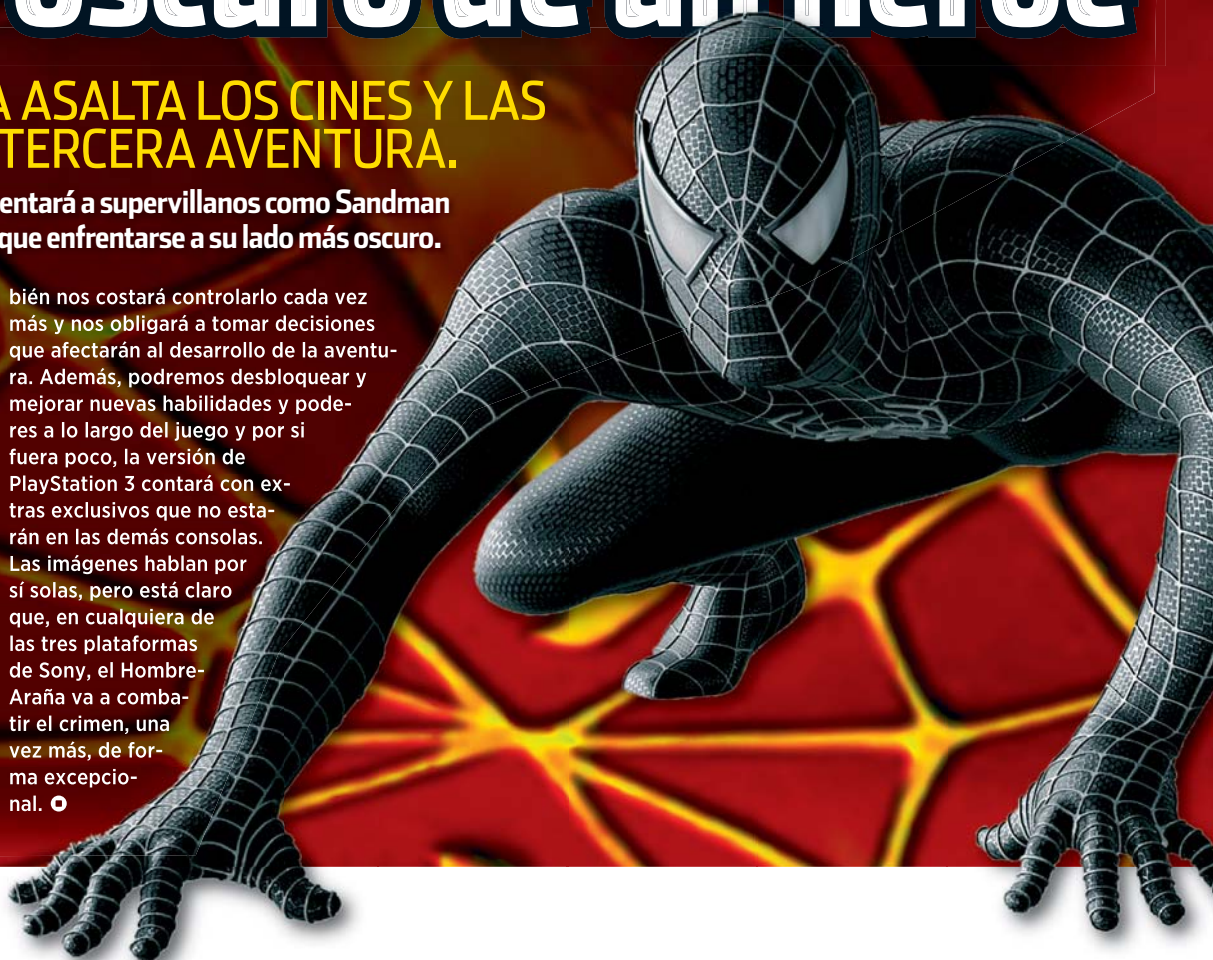 oscuro de un héroe
A ASALTA LOS CINES Y LAS
TERCERA AVENTURA.
entará a supervillanos como Sandman
que enfrentarse a su lado más oscuro.
bién nos costará controlarlo cada vez
más y nos obligará a tomar decisiones
que afectarán al desarrollo de la aventu-
ra. Además, podremos desbloquear y
mejorar nuevas habilidades y pode-
res a lo largo del juego y por si
fuera poco, la versión de
PlayStation 3 contará con ex-
tras exclusivos que no esta-
rán en las demás consolas.
Las imágenes hablan por
sí solas, pero está claro
que, en cualquiera de
las tres plataformas
de Sony, el Hombre-
Araña va a comba-
tir el crimen, una
vez más, de for-
ma excepcio-
nal.